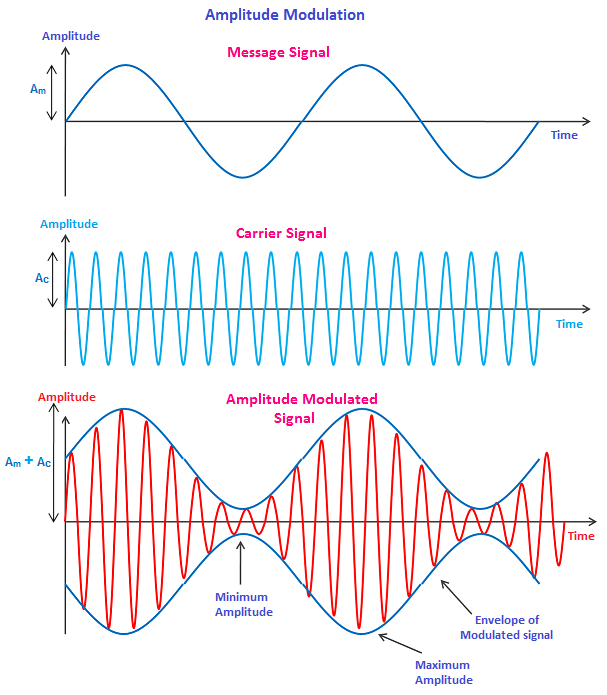 Amplitude Modulation
Amplitude
Message Signal
Am
Time
Amplitude
Carrier Signal
Ac
Time
Amplitude
Amplitude Modulated
Signal
Am + Ac
Time
Minimum
Amplitude
Envelope of
Modulated signal
Maximum
Amplitude